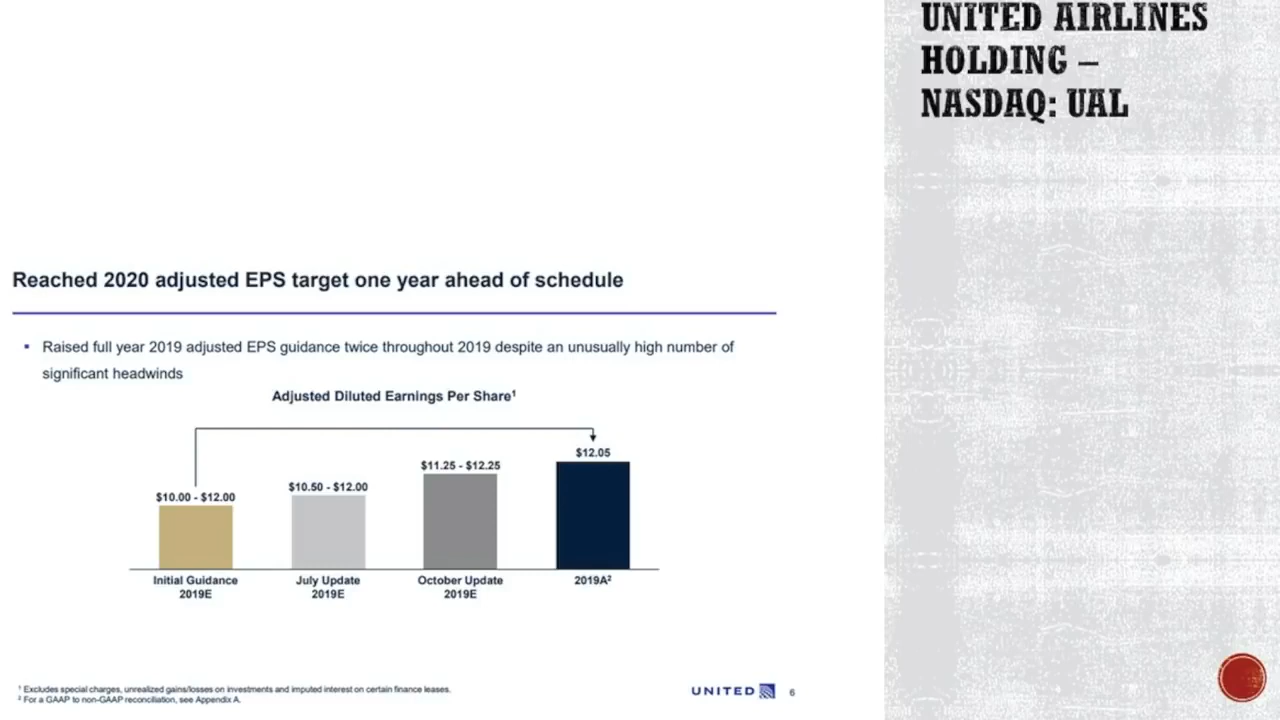 UNITED AIRLINES
HOLDING –
NASDAQ: UAL
Reached 2020 adjusted EPS target one year ahead of schedule
▪ Raised full year 2019 adjusted EPS guidance twice throughout 2019 despite an unusually high number of
significant headwinds
Adjusted Diluted Earnings Per Share¹
$10.00 - $12.00
$10.50 - $12.00
$11.25 - $12.25
$12.05
Initial Guidance
2019E
July Update
2019E
October Update
2019E
2019A²
¹ Excludes special charges, unrealized gains/losses on investments and imputed interest on certain finance leases.
² For a GAAP to non-GAAP reconciliation, see Appendix A.
UNITED
6